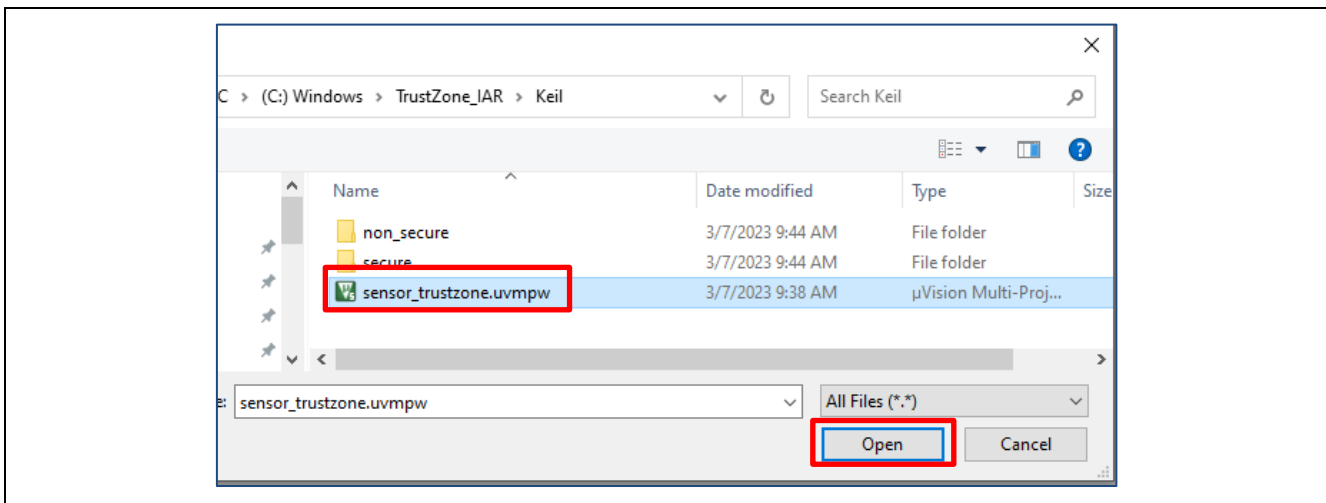 C > (C:) Windows > TrustZone_IAR > Keil Search Keil
Name Date modified Type Size
non_secure 3/7/2023 9:44 AM File folder
secure 3/7/2023 9:44 AM File folder
sensor_trustzone.uvmpw 3/7/2023 9:38 AM µVision Multi-Proj...
e: sensor_trustzone.uvmpw All Files (*.*)
Open Cancel